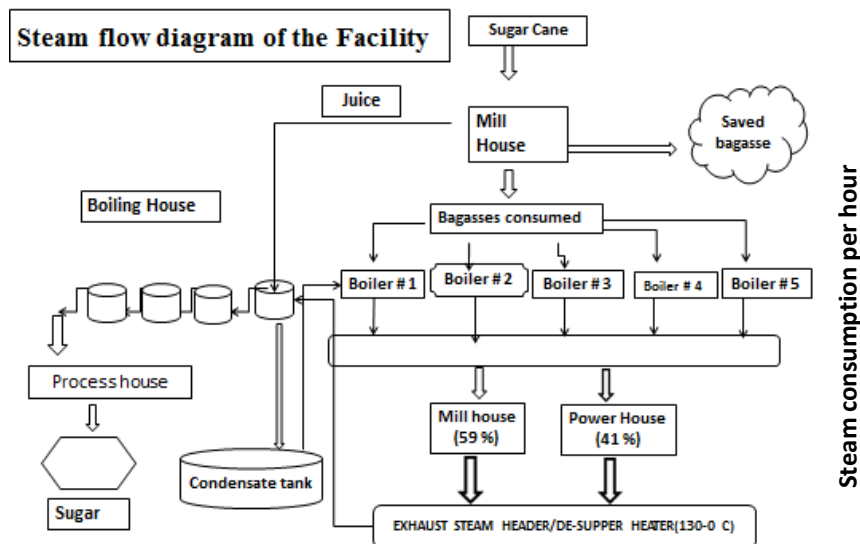 Steam flow diagram of the Facility
Sugar Cane
Juice
Mill
House
Saved
bagasse
Boiling House
Bagasses consumed
Boiler # 1
Boiler # 2
Boiler # 3
Boiler # 4
Boiler # 5
Process house
Mill house
(59 %)
Power House
(41 %)
Condensate tank
Sugar
EXHAUST STEAM HEADER/DE-SUPPER HEATER(130-0 C)
Steam consumption per hour